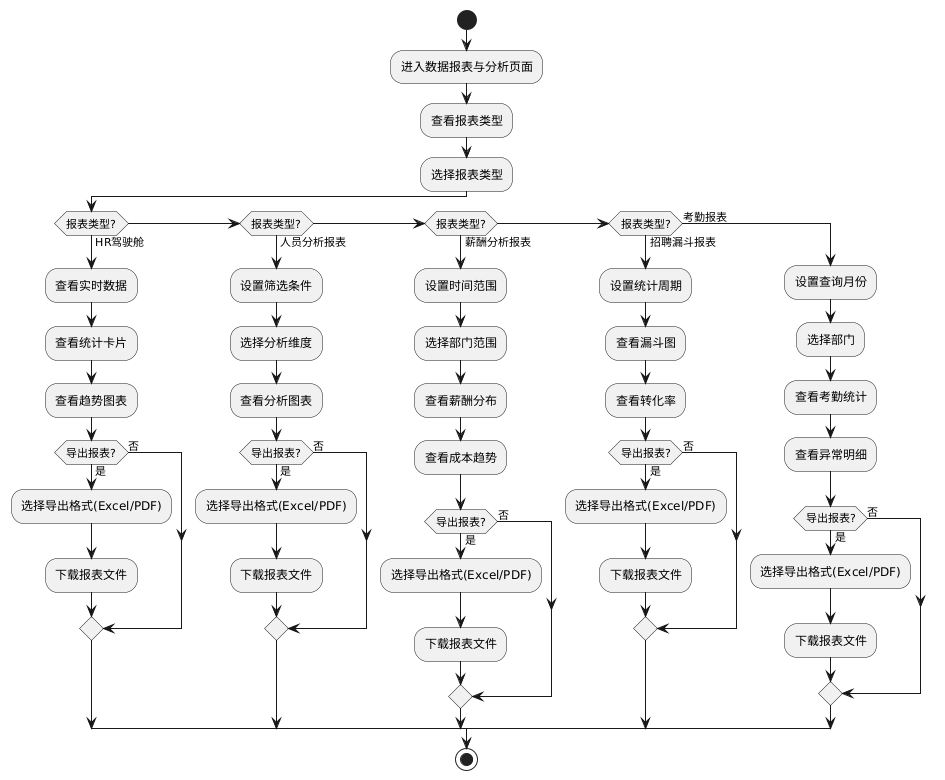 进入数据报表与分析页面
查看报表类型
选择报表类型
报表类型?
HR驾驶舱
查看实时数据
查看统计卡片
查看趋势图表
导出报表?
否
是
选择导出格式(Excel/PDF)
下载报表文件
报表类型?
人员分析报表
设置筛选条件
选择分析维度
查看分析图表
导出报表?
否
是
选择导出格式(Excel/PDF)
下载报表文件
报表类型?
薪酬分析报表
设置时间范围
选择部门范围
查看薪酬分布
查看成本趋势
导出报表?
否
是
选择导出格式(Excel/PDF)
下载报表文件
报表类型?
招聘漏斗报表
设置统计周期
查看漏斗图
查看转化率
导出报表?
否
是
选择导出格式(Excel/PDF)
下载报表文件
考勤报表
设置查询月份
选择部门
查看考勤统计
查看异常明细
导出报表?
否
是
选择导出格式(Excel/PDF)
下载报表文件